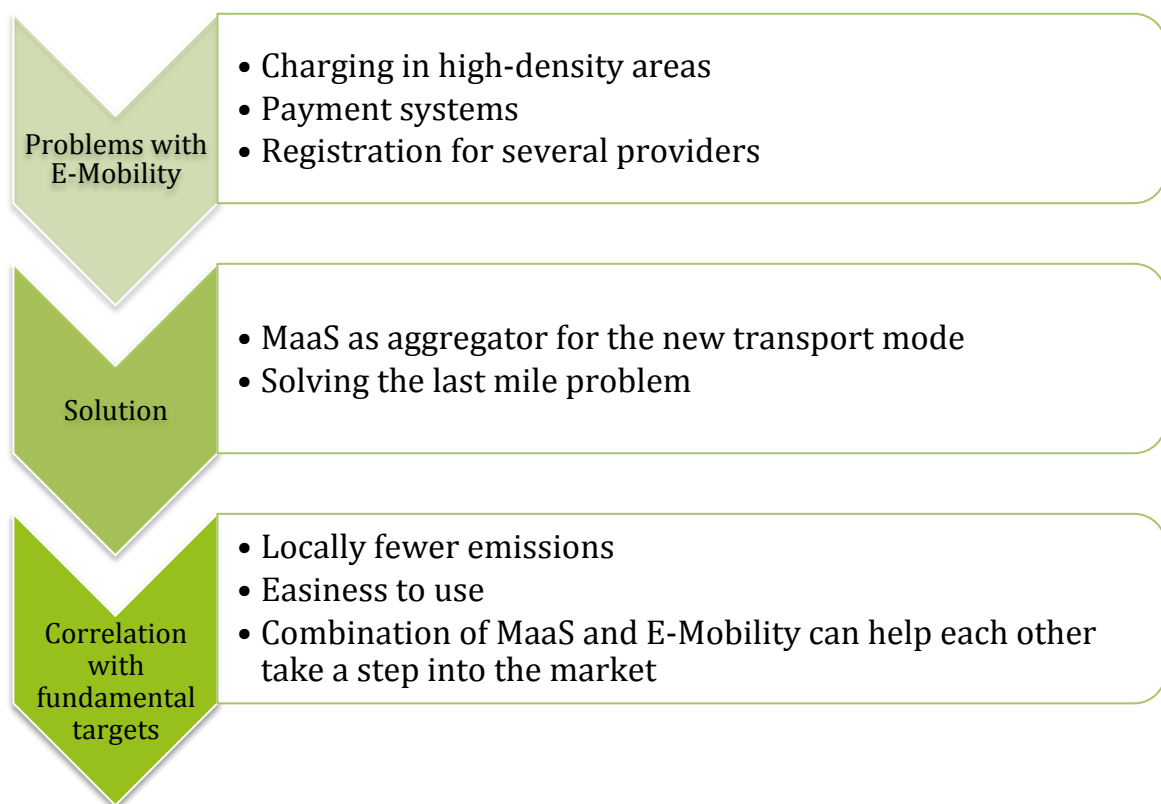 Problems with
E-Mobility
• Charging in high-density areas
• Payment systems
• Registration for several providers
Solution
• MaaS as aggregator for the new transport mode
• Solving the last mile problem
Correlation
with
fundamental
targets
• Locally fewer emissions
• Easiness to use
• Combination of MaaS and E-Mobility can help each other
take a step into the market